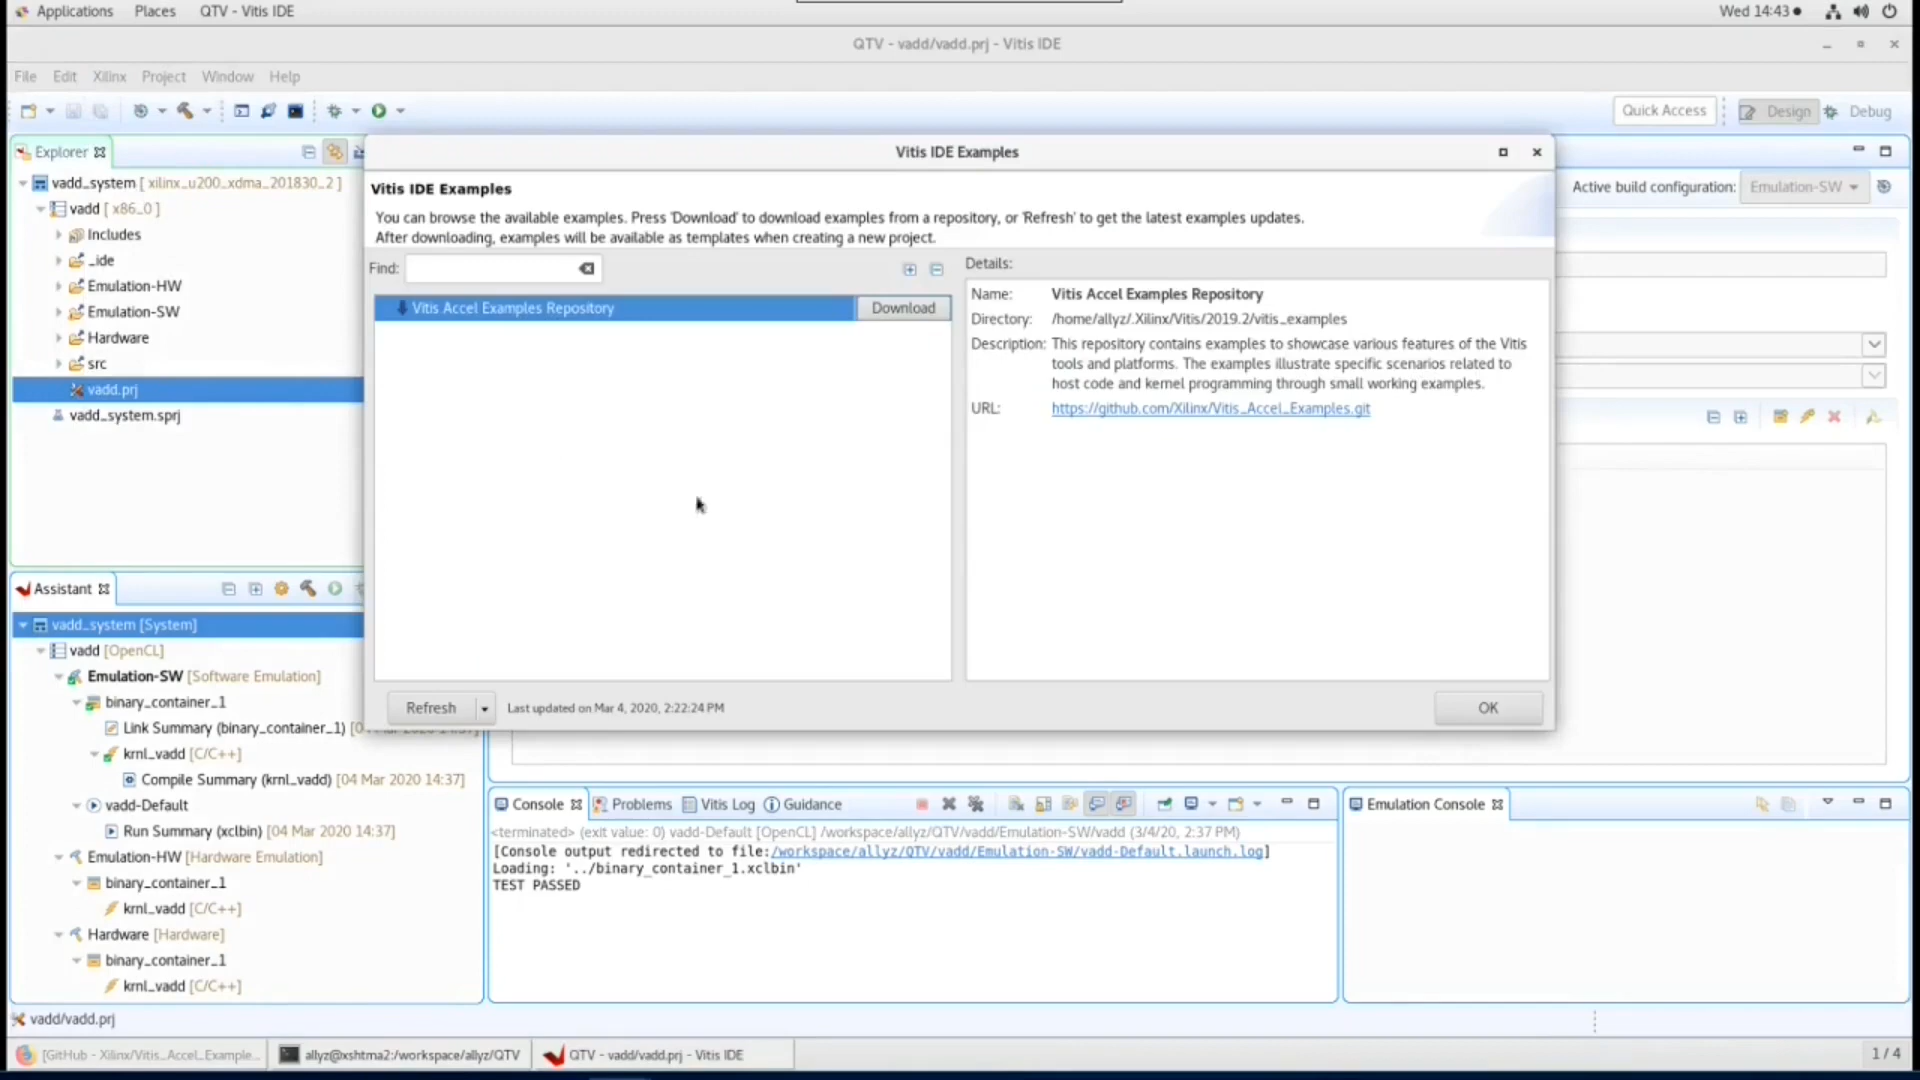 Applications Places QTV - Vitis IDE Wed 14:43
QTV - vadd/vadd.prj - Vitis IDE
File Edit Xilinx Project Window Help
Quick Access Design Debug
Explorer
vadd_system [ xilinx_u200_xdma_201830_2 ]
vadd [ x86_0 ]
Includes
_ide
Emulation-HW
Emulation-SW
Hardware
src
vadd.prj
vadd_system.sprj
Active build configuration: Emulation-SW
Vitis IDE Examples
Vitis IDE Examples
You can browse the available examples. Press 'Download' to download examples from a repository, or 'Refresh' to get the latest examples updates.
After downloading, examples will be available as templates when creating a new project.
Find:
Vitis Accel Examples Repository Download
Details:
Name: Vitis Accel Examples Repository
Directory: /home/allyz/.Xilinx/Vitis/2019.2/vitis_examples
Description: This repository contains examples to showcase various features of the Vitis
tools and platforms. The examples illustrate specific scenarios related to
host code and kernel programming through small working examples.
URL: https://github.com/Xilinx/Vitis_Accel_Examples.git
Refresh Last updated on Mar 4, 2020, 2:22:24 PM OK
Assistant
vadd_system [System]
vadd [OpenCL]
Emulation-SW [Software Emulation]
binary_container_1
Link Summary (binary_container_1)
krnl_vadd [C/C++]
Compile Summary (krnl_vadd) [04 Mar 2020 14:37]
vadd-Default
Run Summary (xclbin) [04 Mar 2020 14:37]
Emulation-HW [Hardware Emulation]
binary_container_1
krnl_vadd [C/C++]
Hardware [Hardware]
binary_container_1
krnl_vadd [C/C++]
Console Problems Vitis Log Guidance
<terminated> (exit value: 0) vadd-Default [OpenCL] /workspace/allyz/QTV/vadd/Emulation-SW/vadd (3/4/20, 2:37 PM)
[Console output redirected to file:/workspace/allyz/QTV/vadd/Emulation-SW/vadd-Default.launch.log]
Loading: '../binary_container_1.xclbin'
TEST PASSED
Emulation Console
vadd/vadd.prj
[GitHub - Xilinx/Vitis_Accel_Example... allyz@xshtma2:/workspace/allyz/QTV QTV - vadd/vadd.prj - Vitis IDE 1 / 4